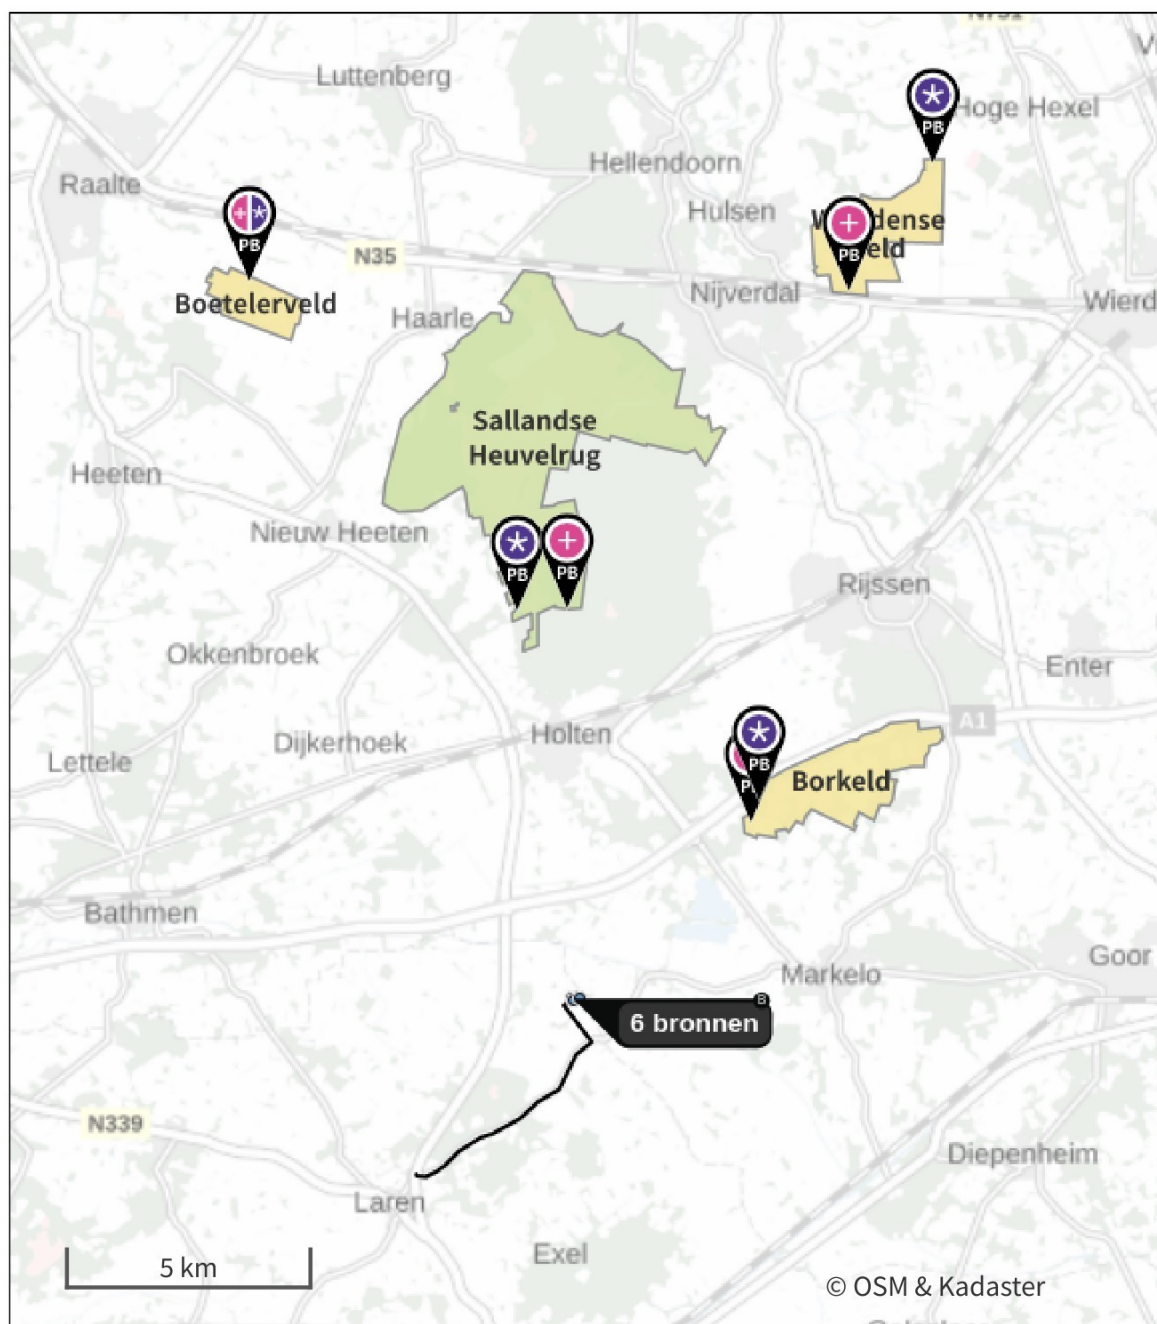 Luttenberg
Hoge Hexel
PB
Hellendoorn
Raalte
Hulsen
PB
N35
PB
Nijverdal
Boetelerveld
Wierd
Haarle
Sallandse
Heuvelrug
Heeten
Nieuw Heeten
PB
PB
Rijssen
Okkenbroek
Enter
A1
Holten
Dijkerhoek
Lettele
PB
Borkeld
Bathmen
Goor
Markelo
B
6 bronnen
N339
Diepenheim
Laren
Exel
5 km
© OSM & Kadaster